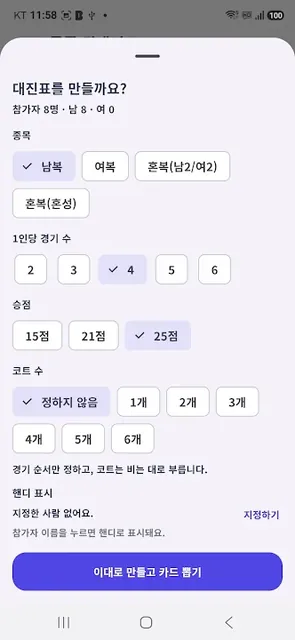 KT 11:58
100
대진표를 만들까요?
참가자 8명 · 남 8 · 여 0
종목
남복 여복 혼복(남2/여2)
혼복(혼성)
1인당 경기 수
2 3 4 5 6
승점
15점 21점 25점
코트 수
정하지 않음 1개 2개 3개
4개 5개 6개
경기 순서만 정하고, 코트는 비는 대로 부릅니다.
핸디 표시
지정한 사람 없어요. 지정하기
참가자 이름을 누르면 핸디로 표시돼요.
이대로 만들고 카드 뽑기